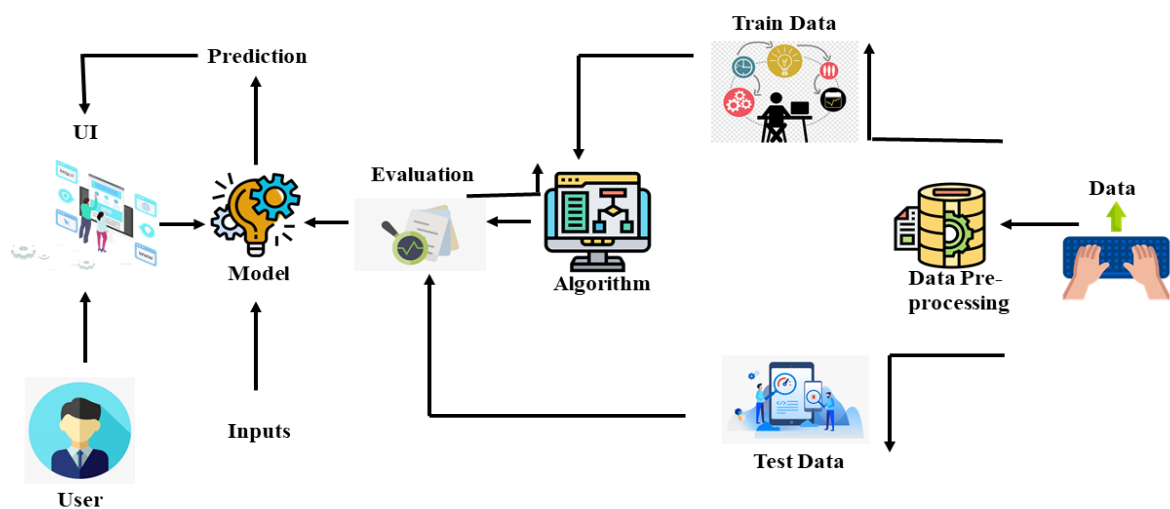 Train Data
Prediction
UI
Evaluation
Data
Model
Algorithm
Data Pre-
processing
Inputs
Test Data
User